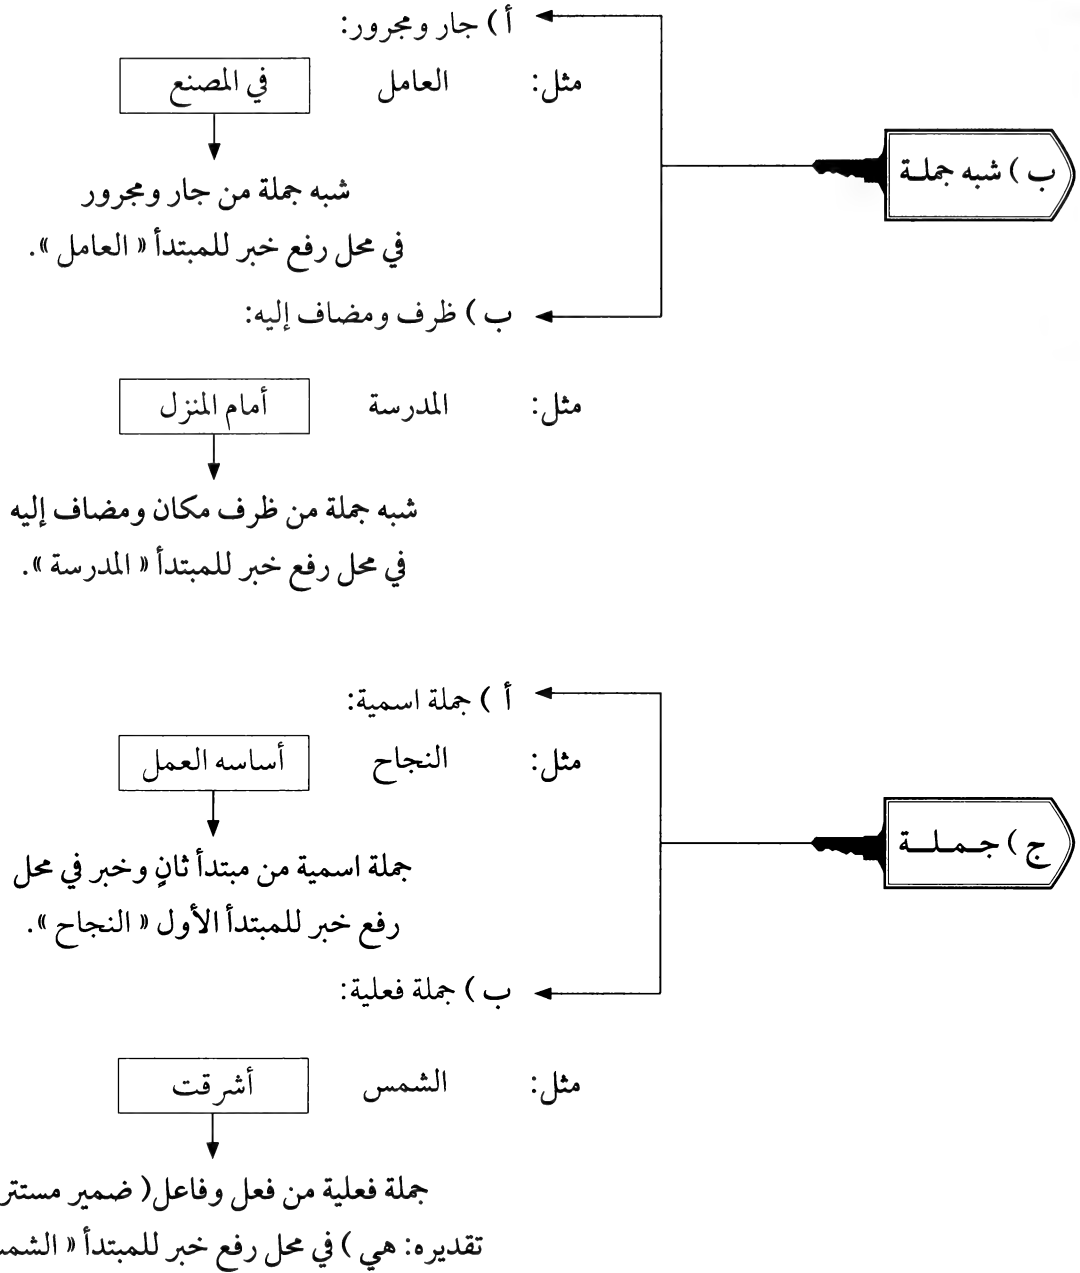 ب ) شبه جملـة
أ ) جار ومجرور:
مثل: العامل في المصنع
شبه جملة من جار ومجرور
في محل رفع خبر للمبتدأ « العامل ».
ب ) ظرف ومضاف إليه:
مثل: المدرسة أمام المنزل
شبه جملة من ظرف مكان ومضاف إليه
في محل رفع خبر للمبتدأ « المدرسة ».
ج ) جـمـلـــة
أ ) جملة اسمية:
مثل: النجاح أساسه العمل
جملة اسمية من مبتدأ ثانٍ وخبر في محل
رفع خبر للمبتدأ الأول « النجاح ».
ب ) جملة فعلية:
مثل: الشمس أشرقت
جملة فعلية من فعل وفاعل( ضمير مستتر
تقديره: هي ) في محل رفع خبر للمبتدأ «